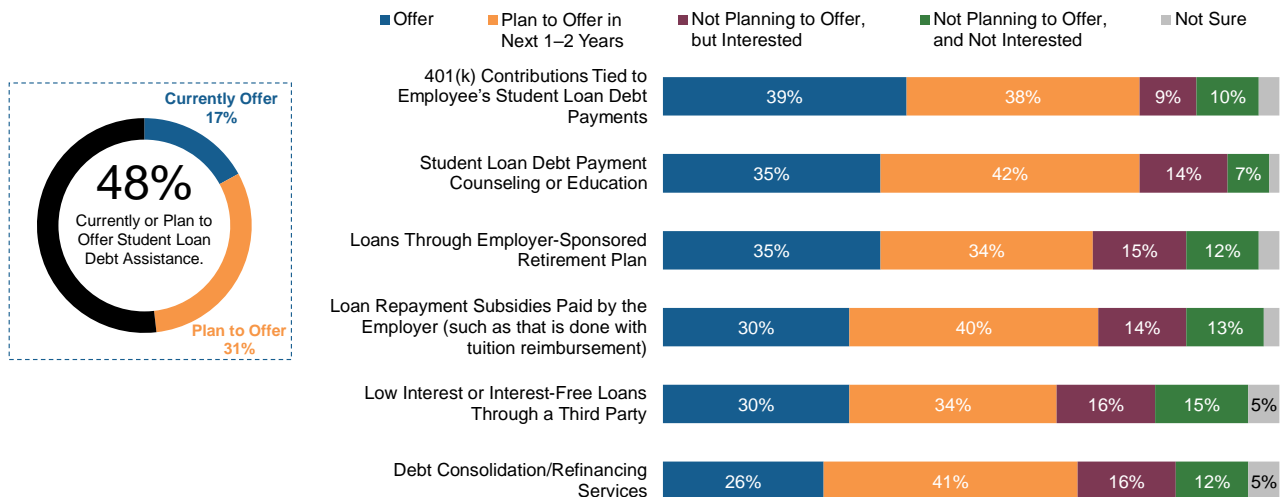 Offer
Plan to Offer in
Next 1–2 Years
Not Planning to Offer,
but Interested
Not Planning to Offer,
and Not Interested
Not Sure
Currently Offer
17%
48%
Currently or Plan to
Offer Student Loan
Debt Assistance.
Plan to Offer
31%
401(k) Contributions Tied to
Employee's Student Loan Debt
Payments
39% 38% 9% 10%
Student Loan Debt Payment
Counseling or Education
35% 42% 14% 7%
Loans Through Employer-Sponsored
Retirement Plan
35% 34% 15% 12%
Loan Repayment Subsidies Paid by the
Employer (such as that is done with
tuition reimbursement)
30% 40% 14% 13%
Low Interest or Interest-Free Loans
Through a Third Party
30% 34% 16% 15% 5%
Debt Consolidation/Refinancing
Services
26% 41% 16% 12% 5%